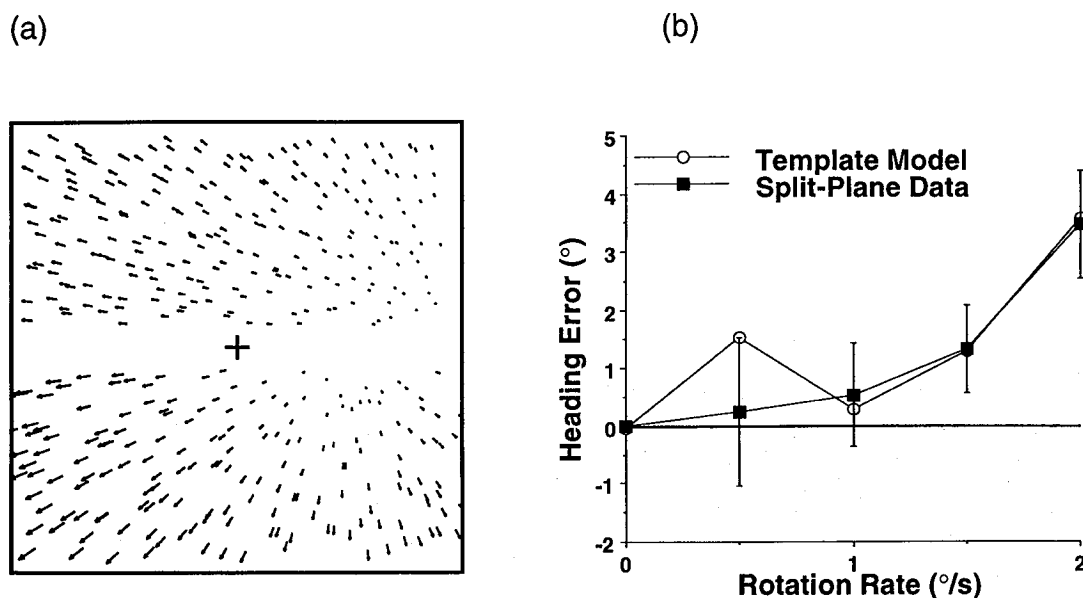 (a)
(b)
Template Model
Split-Plane Data
Heading Error (°)
5
4
3
2
1
0
-1
-2
0
1
2
Rotation Rate (°/s)